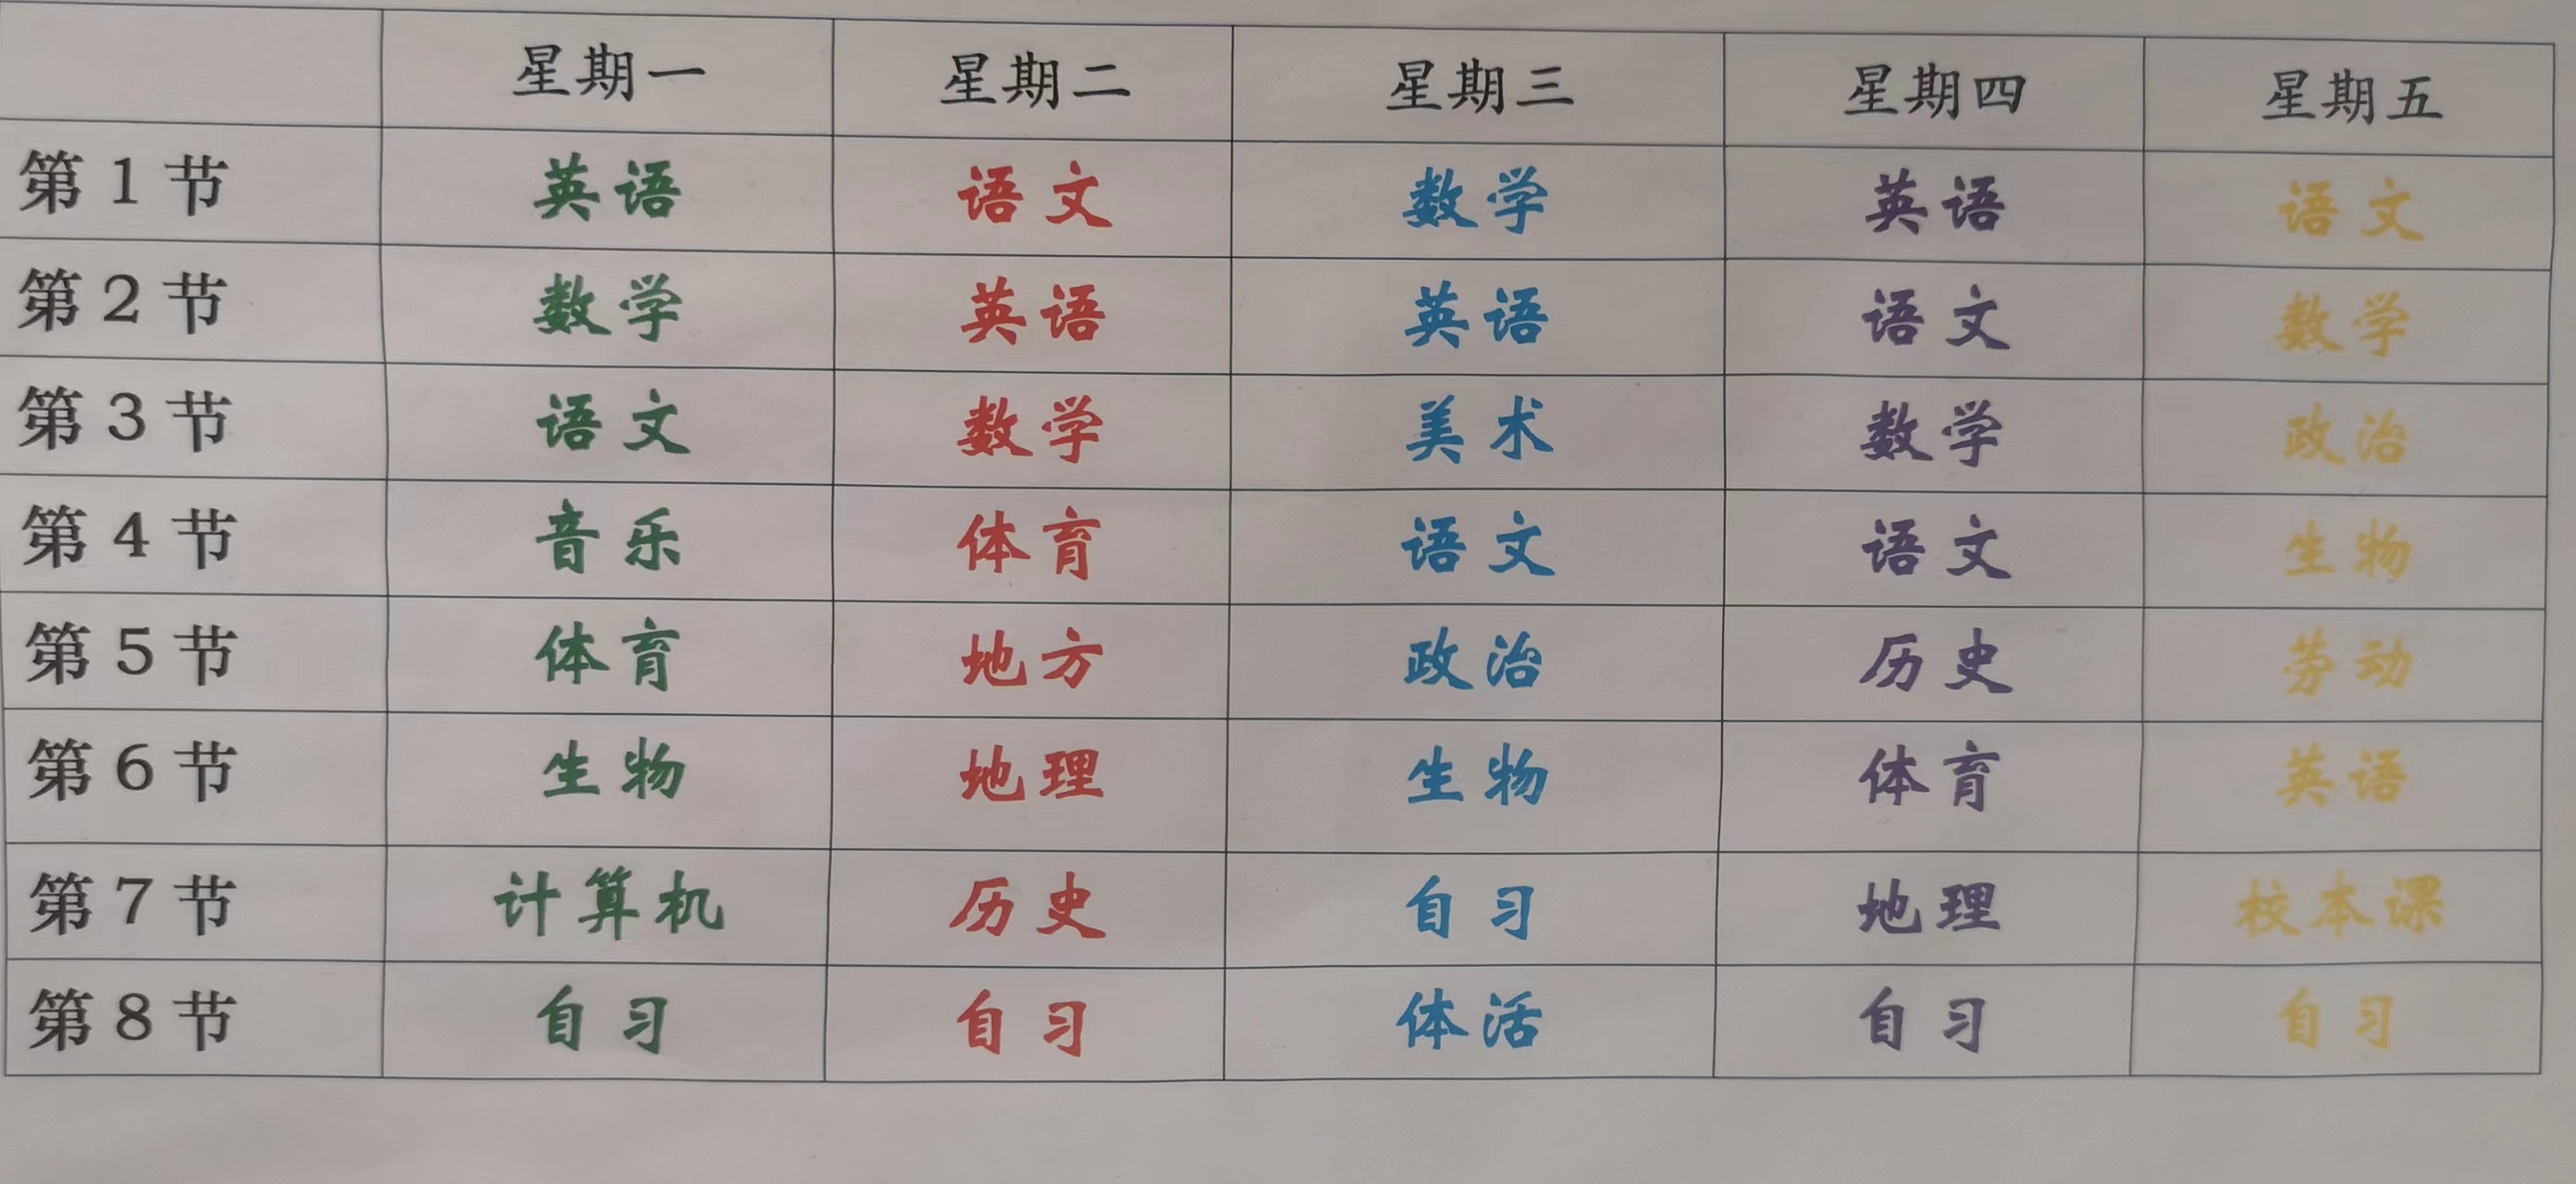 星期一 星期二 星期三 星期四 星期五
第1节 英语 语文 数学 英语 语文
第2节 数学 英语 英语 语文 数学
第3节 语文 数学 美术 数学 政治
第4节 音乐 体育 语文 语文 生物
第5节 体育 地方 政治 历史 劳动
第6节 生物 地理 生物 体育 英语
第7节 计算机 历史 自习 地理 校本课
第8节 自习 自习 体活 自习 自习